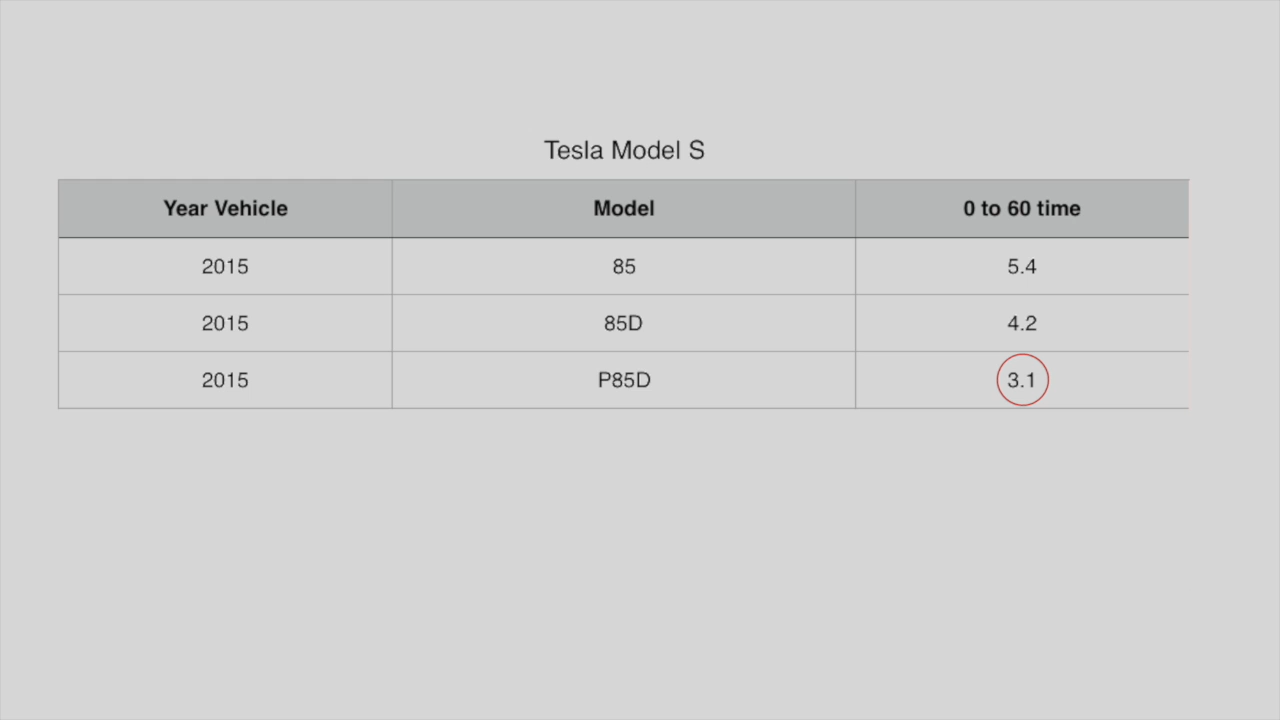 Tesla Model S
Year Vehicle Model 0 to 60 time
2015 85 5.4
2015 85D 4.2
2015 P85D 3.1